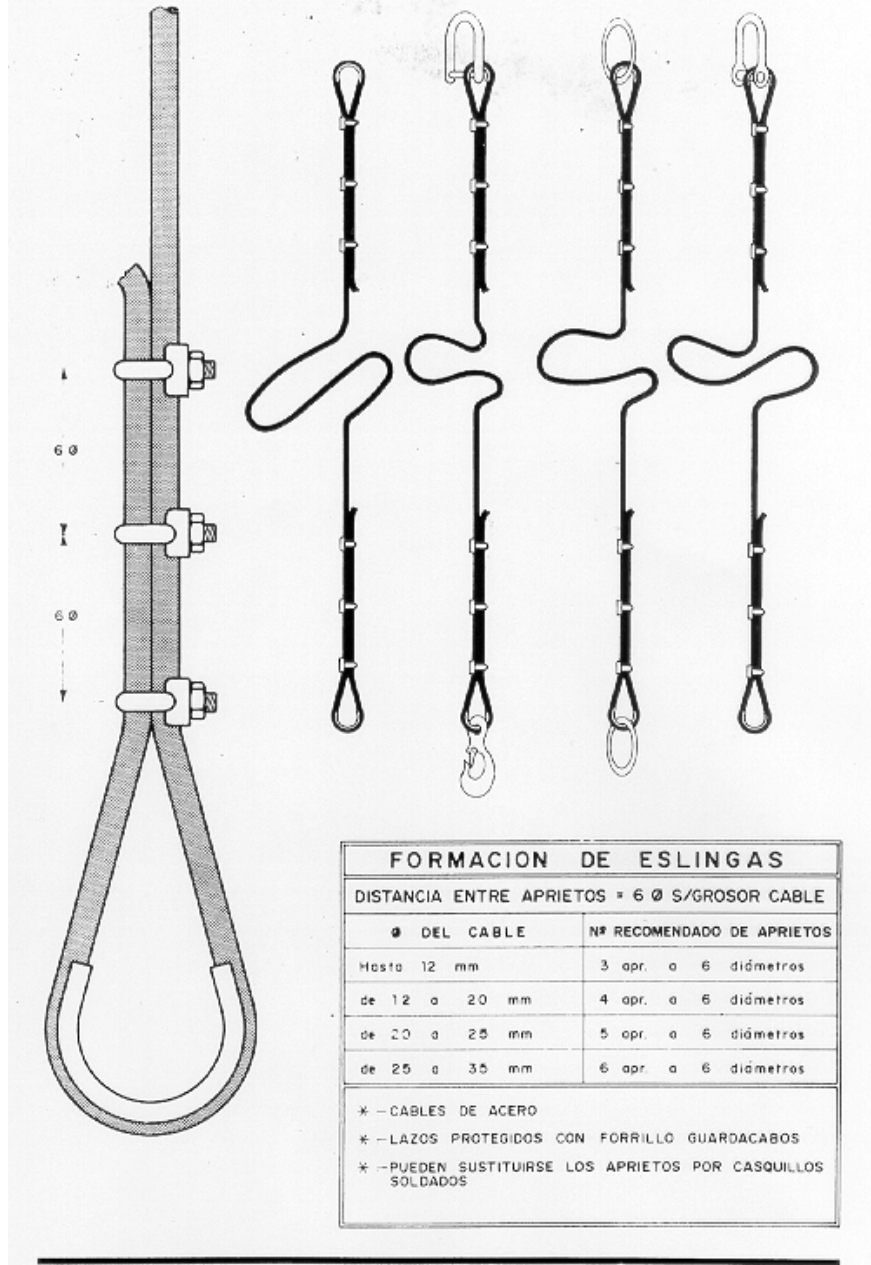 6 Ø
6 Ø
FORMACION DE ESLINGAS
DISTANCIA ENTRE APRIETOS = 6 Ø S/GROSOR CABLE
Ø DEL CABLE Nº RECOMENDADO DE APRIETOS
Hasta 12 mm 3 apr. a 6 diámetros
de 12 a 20 mm 4 apr. a 6 diámetros
de 20 a 25 mm 5 apr. a 6 diámetros
de 25 a 35 mm 6 apr. a 6 diámetros
* - CABLES DE ACERO
* - LAZOS PROTEGIDOS CON FORRILLO GUARDACABOS
* - PUEDEN SUSTITUIRSE LOS APRIETOS POR CASQUILLOS
SOLDADOS